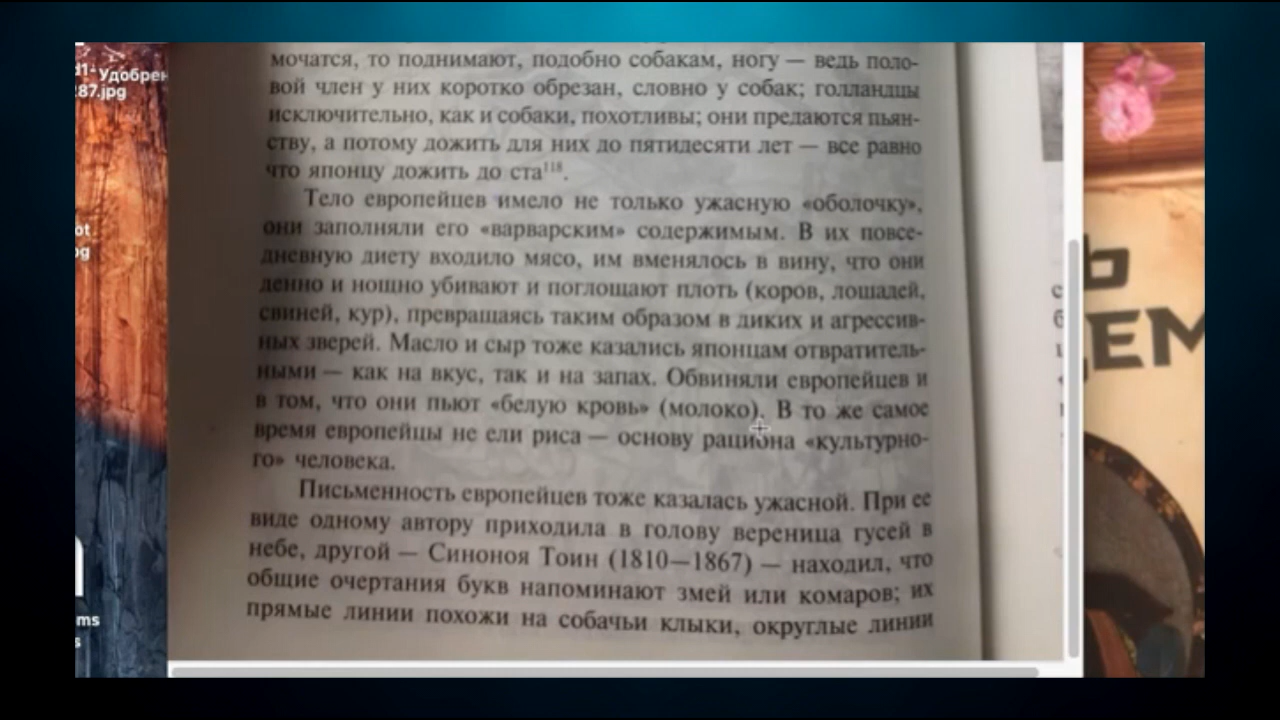 d1-Удобрен
87.jpg
мочатся, то поднимают, подобно собакам, ногу — ведь поло-
вой член у них коротко обрезан, словно у собак; голландцы
исключительно, как и собаки, похотливы; они предаются пьян-
ству, а потому дожить для них до пятидесяти лет — все равно
что японцу дожить до ста118.
Тело европейцев имело не только ужасную «оболочку»,
они заполняли его «варварским» содержимым. В их повсе-
дневную диету входило мясо, им вменялось в вину, что они
денно и нощно убивают и поглощают плоть (коров, лошадей,
свиней, кур), превращаясь таким образом в диких и агрессив-
ных зверей. Масло и сыр тоже казались японцам отвратитель-
ными — как на вкус, так и на запах. Обвиняли европейцев и
в том, что они пьют «белую кровь» (молоко). В то же самое
время европейцы не ели риса — основу рациона «культурно-
го» человека.
Письменность европейцев тоже казалась ужасной. При ее
виде одному автору приходила в голову вереница гусей в
небе, другой — Синоноя Тоин (1810—1867) — находил, что
общие очертания букв напоминают змей или комаров; их
прямые линии похожи на собачьи клыки, округлые линии